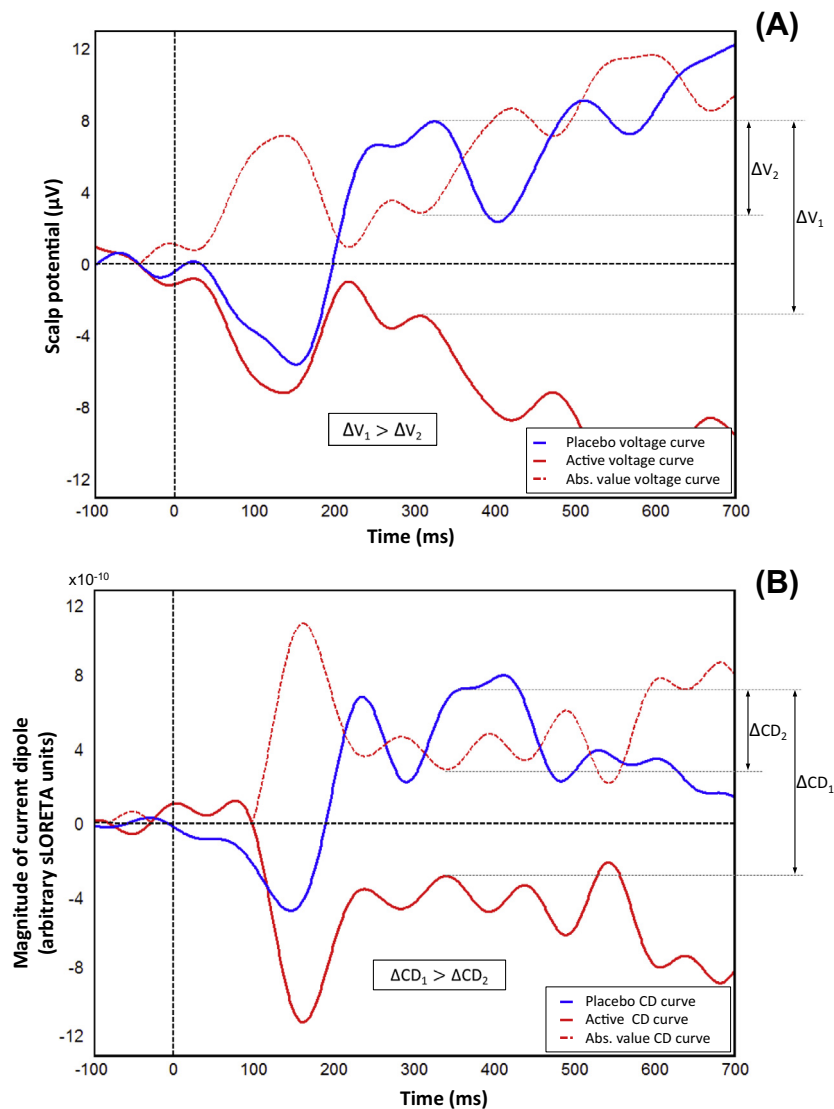 (A)
12
8
4
0
-4
-8
-12
Scalp potential (µV)
ΔV₂
ΔV₁
ΔV₁ > ΔV₂
Placebo voltage curve
Active voltage curve
Abs. value voltage curve
-100 0 100 200 300 400 500 600 700
Time (ms)
(B)
x10⁻¹⁰
12
8
4
0
-4
-8
-12
Magnitude of current dipole
(arbitrary sLORETA units)
ΔCD₂
ΔCD₁
ΔCD₁ > ΔCD₂
Placebo CD curve
Active CD curve
Abs. value CD curve
-100 0 100 200 300 400 500 600 700
Time (ms)